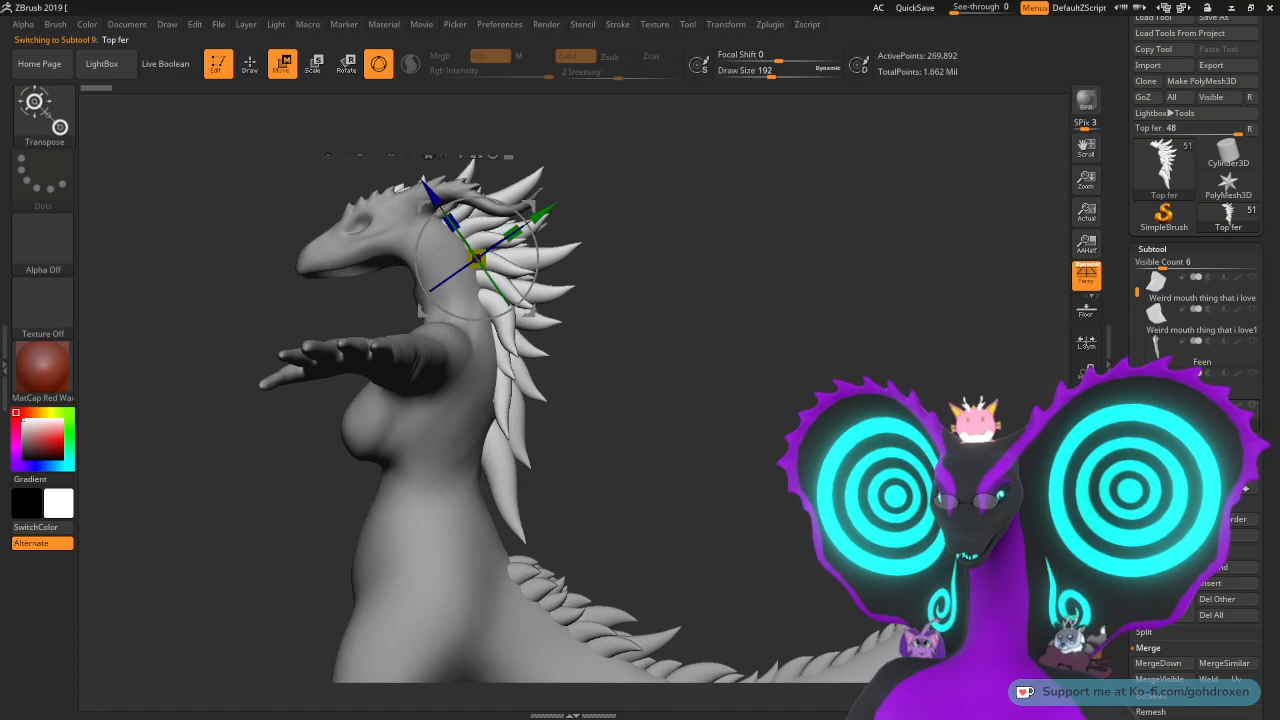 ZBrush 2019 [
AC QuickSave See-through 0 Menus DefaultZScript
Alpha Brush Color Document Draw Edit File Layer Light Macro Marker Material Movie Picker Preferences Render Stencil Stroke Texture Tool Transform Zplugin Zscript
Switching to Subtool 9: Top fer
Home Page LightBox Live Boolean Edit Draw Move Scale Rotate
Mrgb Rgb M Zadd Zsub Zcut
Rgb Intensity Z Intensity
Focal Shift 0
Draw Size 192 Dynamic
S
D
ActivePoints: 269,892
TotalPoints: 1.662 Mil
Transpose
Dots
Alpha Off
Texture Off
MatCap Red Wax
Gradient
SwitchColor
Alternate
BPR
SPix 3
Scroll
Zoom
Actual
AAHalf
Dynamic
Persp
Floor
L.Sym
Load Tool Save As
Load Tools From Project
Copy Tool Paste Tool
Import Export
Clone Make PolyMesh3D
GoZ All Visible R
Lightbox▶Tools
Top fer. 48 R
51
Top fer
Cylinder3D
PolyMesh3D
SimpleBrush
51
Top fer
Subtool
Visible Count 6
Weird mouth thing that i love
Weird mouth thing that i love1
Feen
Del Other
Del All
Split
Merge
MergeDown MergeSimilar
MergeVisible Weld Uv
Remesh
Support me at Ko-fi.com/gohdroxen